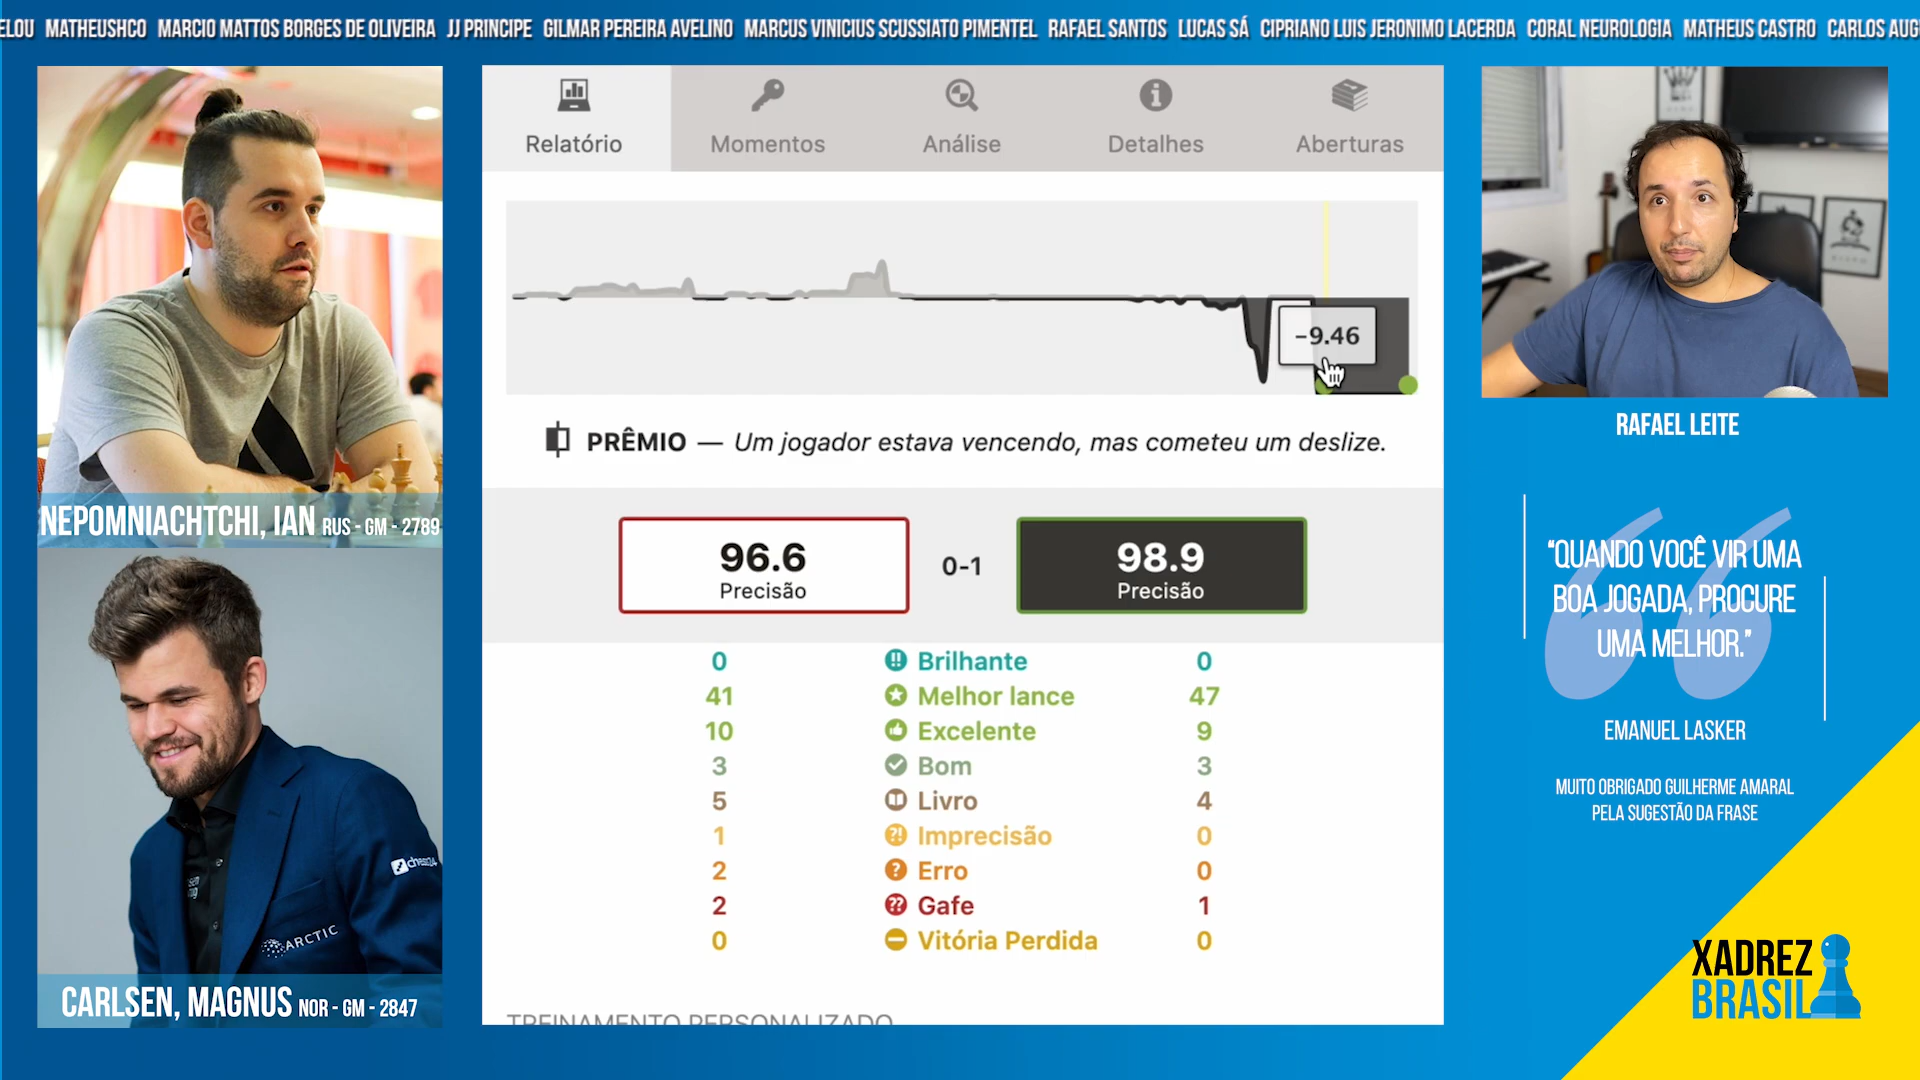 ELOU MATHEUSHCO MARCIO MATTOS BORGES DE OLIVEIRA JJ PRINCIPE GILMAR PEREIRA AVELINO MARCUS VINICIUS SCUSSIATO PIMENTEL RAFAEL SANTOS LUCAS SÁ CIPRIANO LUIS JERONIMO LACERDA CORAL NEUROLOGIA MATHEUS CASTRO CARLOS AUG
NEPOMNIACHTCHI, IAN RUS - GM - 2789
chess24
ARCTIC
CARLSEN, MAGNUS NOR - GM - 2847
Relatório
Momentos
Análise
Detalhes
Aberturas
-9.46
PRÊMIO — Um jogador estava vencendo, mas cometeu um deslize.
96.6
Precisão
0-1
98.9
Precisão
0 Brilhante 0
41 Melhor lance 47
10 Excelente 9
3 Bom 3
5 Livro 4
1 Imprecisão 0
2 Erro 0
2 Gafe 1
0 Vitória Perdida 0
TREINAMENTO PERSONALIZADO
RAFAEL LEITE
“QUANDO VOCÊ VIR UMA
BOA JOGADA, PROCURE
UMA MELHOR.”
EMANUEL LASKER
MUITO OBRIGADO GUILHERME AMARAL
PELA SUGESTÃO DA FRASE
XADREZ
BRASIL